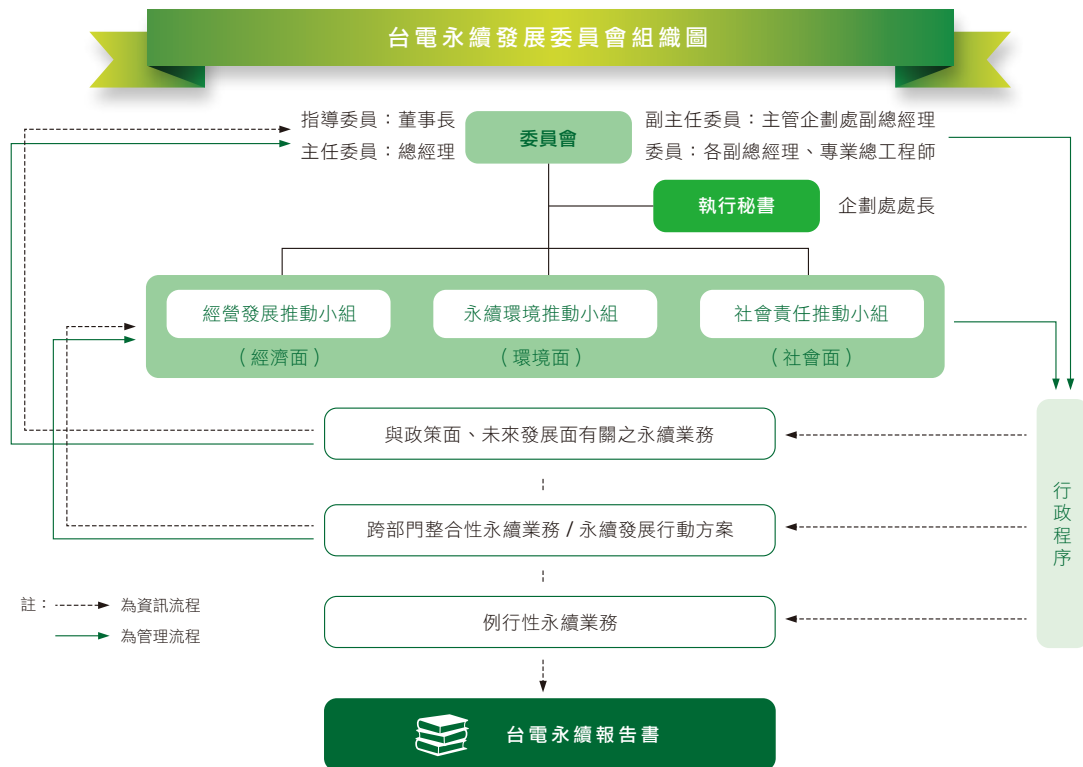 台電永續發展委員會組織圖
指導委員：董事長
主任委員：總經理
委員會
副主任委員：主管企劃處副總經理
委員：各副總經理、專業總工程師
執行秘書
企劃處處長
經營發展推動小組
（經濟面）
永續環境推動小組
（環境面）
社會責任推動小組
（社會面）
與政策面、未來發展面有關之永續業務
跨部門整合性永續業務 / 永續發展行動方案
例行性永續業務
行政程序
註：
為資訊流程
為管理流程
台電永續報告書